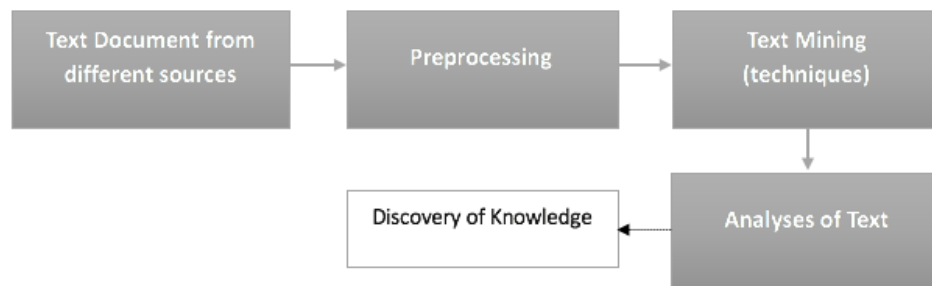 Text Document from
different sources
Preprocessing
Text Mining
(techniques)
Analyses of Text
Discovery of Knowledge